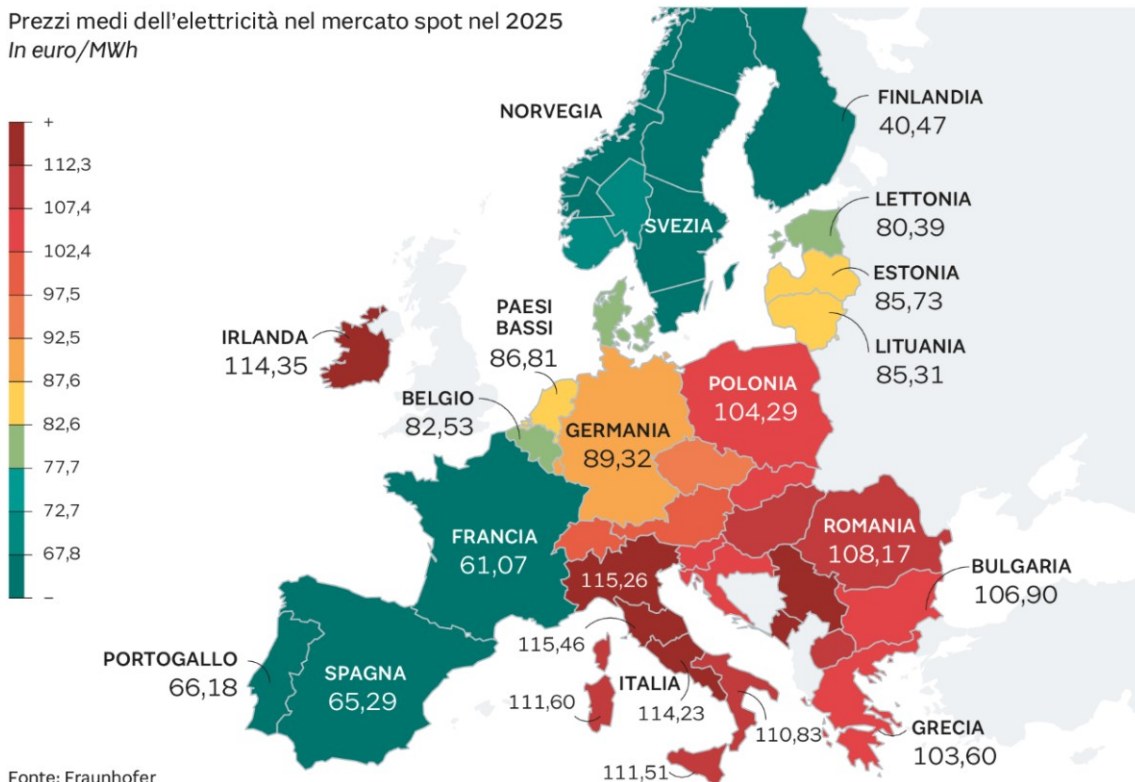 Prezzi medi dell'elettricità nel mercato spot nel 2025
In euro/MWh
+
112,3
107,4
102,4
97,5
92,5
87,6
82,6
77,7
72,7
67,8
–
NORVEGIA
FINLANDIA
40,47
SVEZIA
LETTONIA
80,39
ESTONIA
85,73
LITUANIA
85,31
IRLANDA
114,35
PAESI
BASSI
86,81
BELGIO
82,53
GERMANIA
89,32
POLONIA
104,29
FRANCIA
61,07
ROMANIA
108,17
BULGARIA
106,90
115,26
115,46
PORTOGALLO
66,18
SPAGNA
65,29
111,60
ITALIA
114,23
110,83
111,51
GRECIA
103,60
Fonte: Fraunhofer